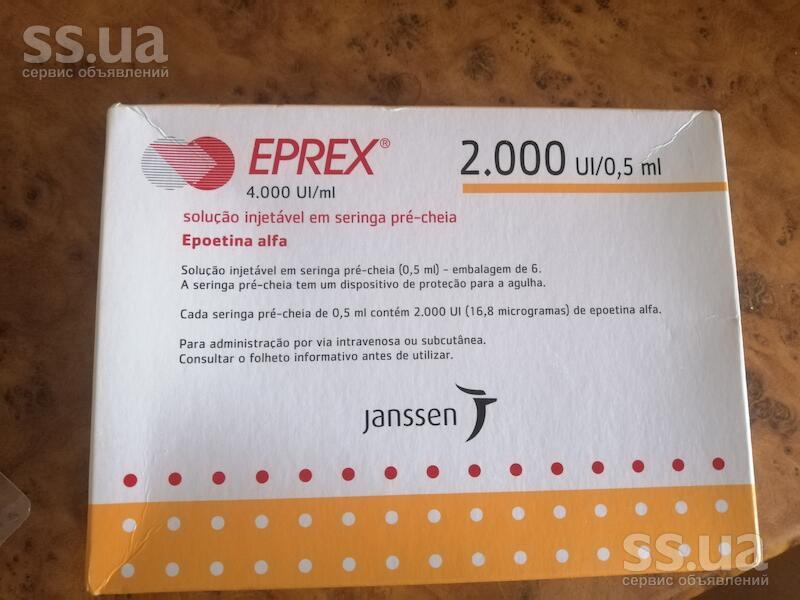 ss.ua
сервис объявлений
EPREX®
2.000 UI/0,5 ml
4.000 UI/ml
solução injetável em seringa pré-cheia
Epoetina alfa
Solução injetável em seringa pré-cheia (0,5 ml) - embalagem de 6.
A seringa pré-cheia tem um dispositivo de proteção para a agulha.
Cada seringa pré-cheia de 0,5 ml contém 2.000 UI (16,8 microgramas) de epoetina alfa.
Para administração por via intravenosa ou subcutânea.
Consultar o folheto informativo antes de utilizar.
janssen
ss.ua
сервис объявлений